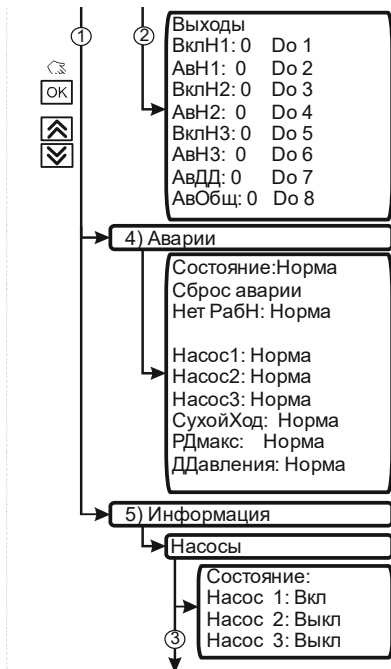 1
2
OK
Выходы
ВклН1: 0 Do 1
АвН1: 0 Do 2
ВклН2: 0 Do 3
АвН2: 0 Do 4
ВклН3: 0 Do 5
АвН3: 0 Do 6
АвДД: 0 Do 7
АвОбщ: 0 Do 8
4) Аварии
Состояние:Норма
Сброс аварии
Нет РабН: Норма
Насос1: Норма
Насос2: Норма
Насос3: Норма
СухойХод: Норма
РДмакс: Норма
ДДавления: Норма
5) Информация
Насосы
Состояние:
Насос 1: Вкл
Насос 2: Выкл
Насос 3: Выкл
3